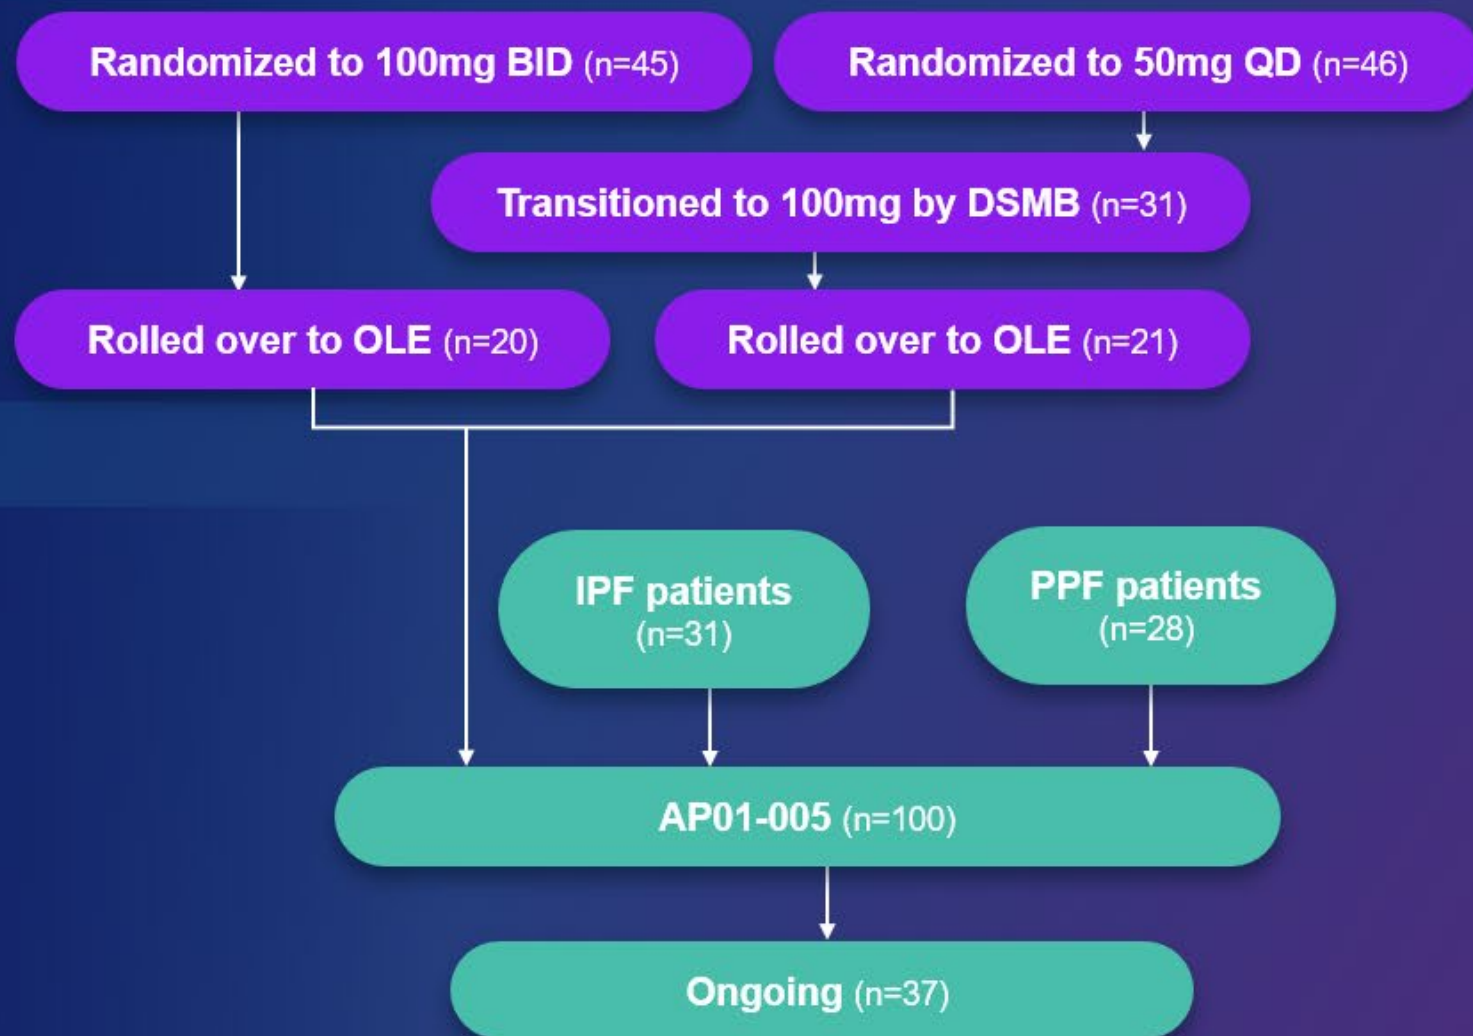 Randomized to 100mg BID (n=45)
Randomized to 50mg QD (n=46)
Transitioned to 100mg by DSMB (n=31)
Rolled over to OLE (n=20)
Rolled over to OLE (n=21)
IPF patients
(n=31)
PPF patients
(n=28)
AP01-005 (n=100)
Ongoing (n=37)